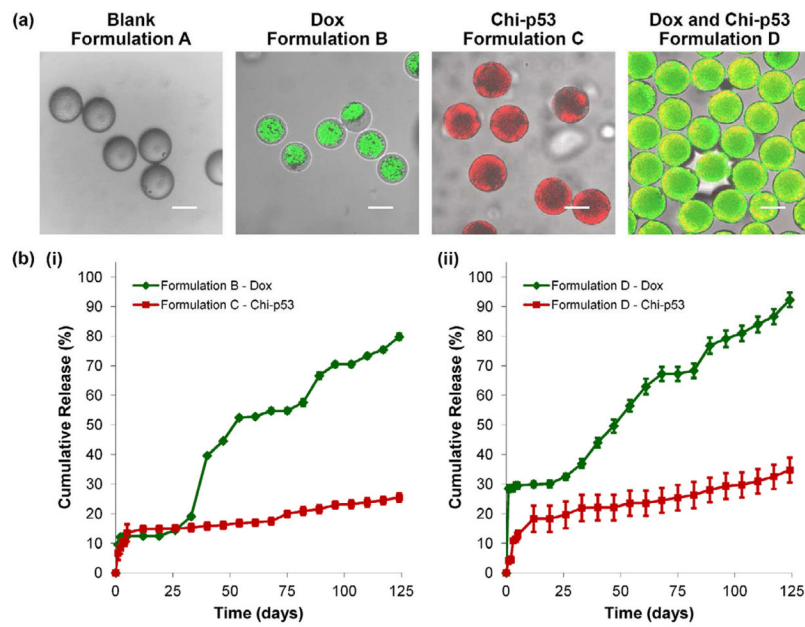 (a)
Blank
Formulation A
Dox
Formulation B
Chi-p53
Formulation C
Dox and Chi-p53
Formulation D
(b) (i)
Formulation B - Dox
Formulation C - Chi-p53
Cumulative Release (%)
100
90
80
70
60
50
40
30
20
10
0
0 25 50 75 100 125
Time (days)
(ii)
Formulation D - Dox
Formulation D - Chi-p53
Cumulative Release (%)
100
90
80
70
60
50
40
30
20
10
0
0 25 50 75 100 125
Time (days)